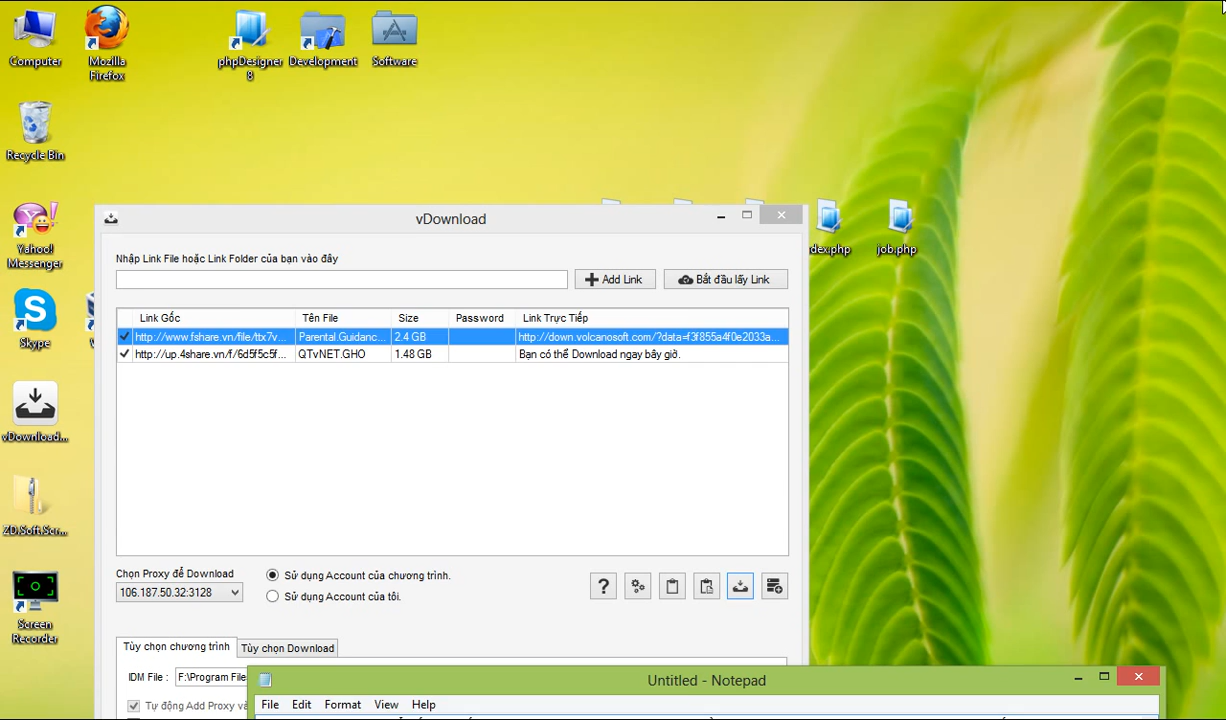 Computer
Mozilla
Firefox
phpDesigner
8
Development
Software
Recycle Bin
Yahoo!
Messenger
dex.php
job.php
Skype
vDownload...
ZD.Soft.Scr...
Screen
Recorder
vDownload
Nhập Link File hoặc Link Folder của bạn vào đây
Add Link
Bắt đầu lấy Link
Link Gốc Tên File Size Password Link Trực Tiếp
http://www.fshare.vn/file/ttx7v... Parental.Guidanc... 2.4 GB http://down.volcanosoft.com/?data=f3f855a4f0e2033a...
http://up.4share.vn/f/6d5f5c5f... QTvNET.GHO 1.48 GB Bạn có thể Download ngay bây giờ.
Chọn Proxy để Download
106.187.50.32:3128
Sử dụng Account của chương trình.
Sử dụng Account của tôi.
Tùy chọn chương trình
Tùy chọn Download
IDM File : F:\Program File
Tự động Add Proxy và
Untitled - Notepad
File Edit Format View Help